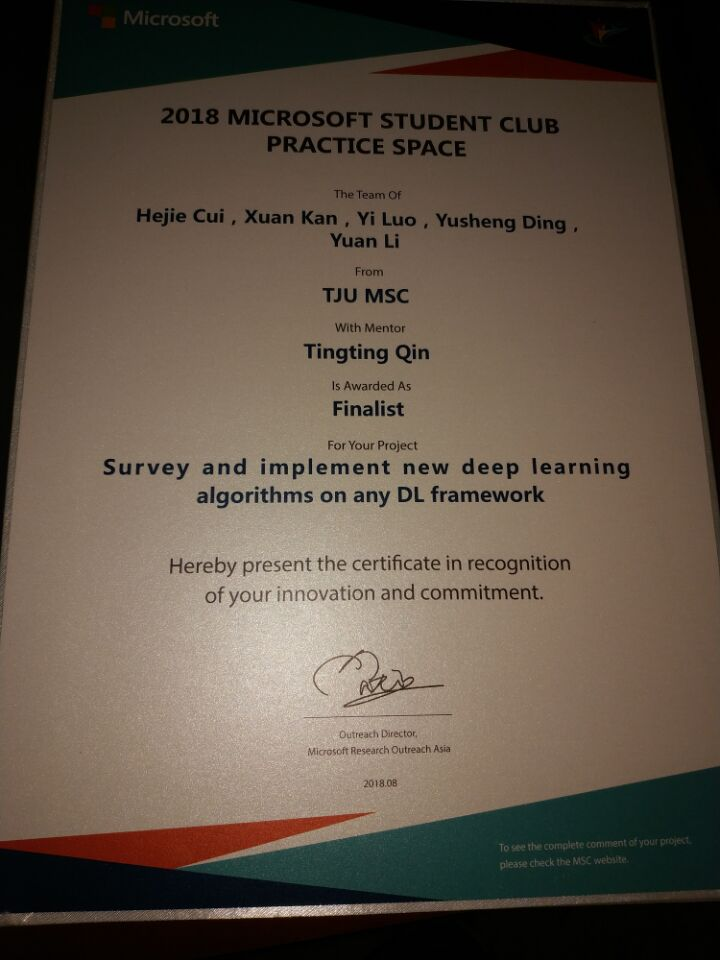 Microsoft
2018 MICROSOFT STUDENT CLUB
PRACTICE SPACE
The Team Of
Hejie Cui , Xuan Kan , Yi Luo , Yusheng Ding ,
Yuan Li
From
TJU MSC
With Mentor
Tingting Qin
Is Awarded As
Finalist
For Your Project
Survey and implement new deep learning
algorithms on any DL framework
Hereby present the certificate in recognition
of your innovation and commitment.
Outreach Director,
Microsoft Research Outreach Asia
2018.08
To see the complete comment of your project,
please check the MSC website.